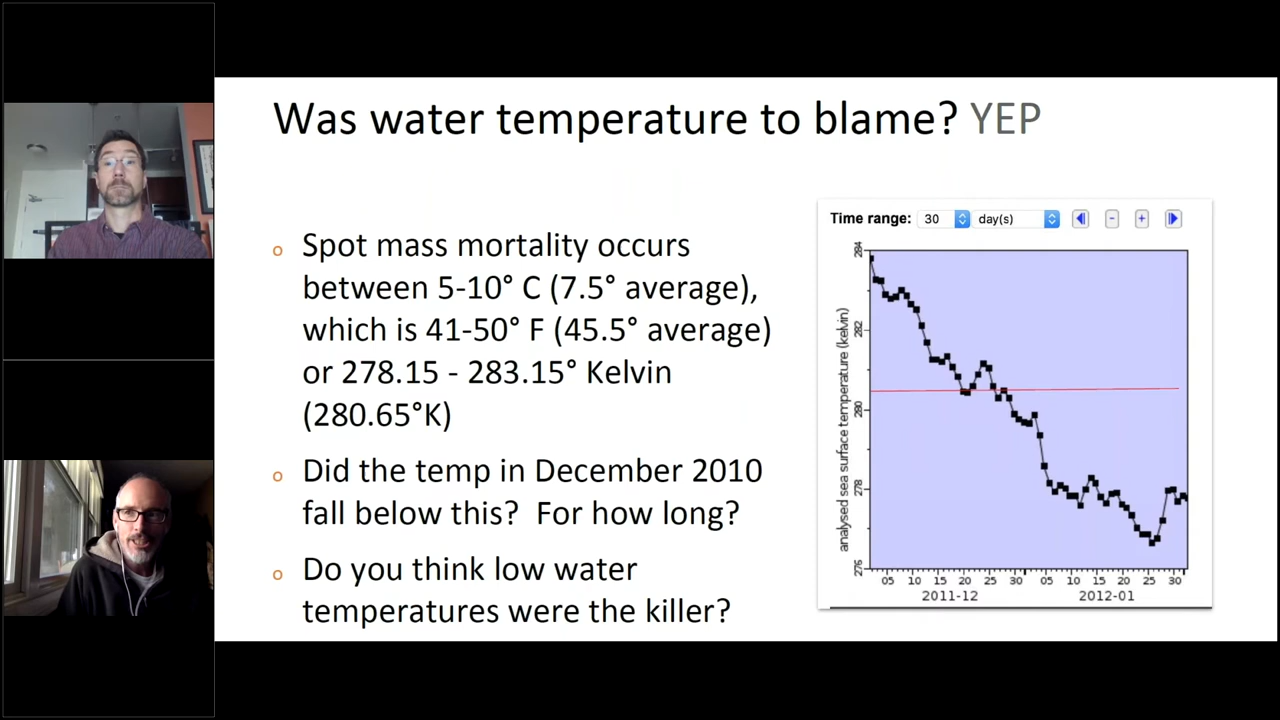 Was water temperature to blame? YEP
o Spot mass mortality occurs
between 5-10° C (7.5° average),
which is 41-50° F (45.5° average)
or 278.15 - 283.15° Kelvin
(280.65°K)
o Did the temp in December 2010
fall below this?  For how long?
o Do you think low water
temperatures were the killer?
Time range: 30 day(s) - +
analysed sea surface temperature (kelvin)
284
282
280
278
276
05 10 15 20 25 30 05 10 15 20 25 30
2011-12 2012-01